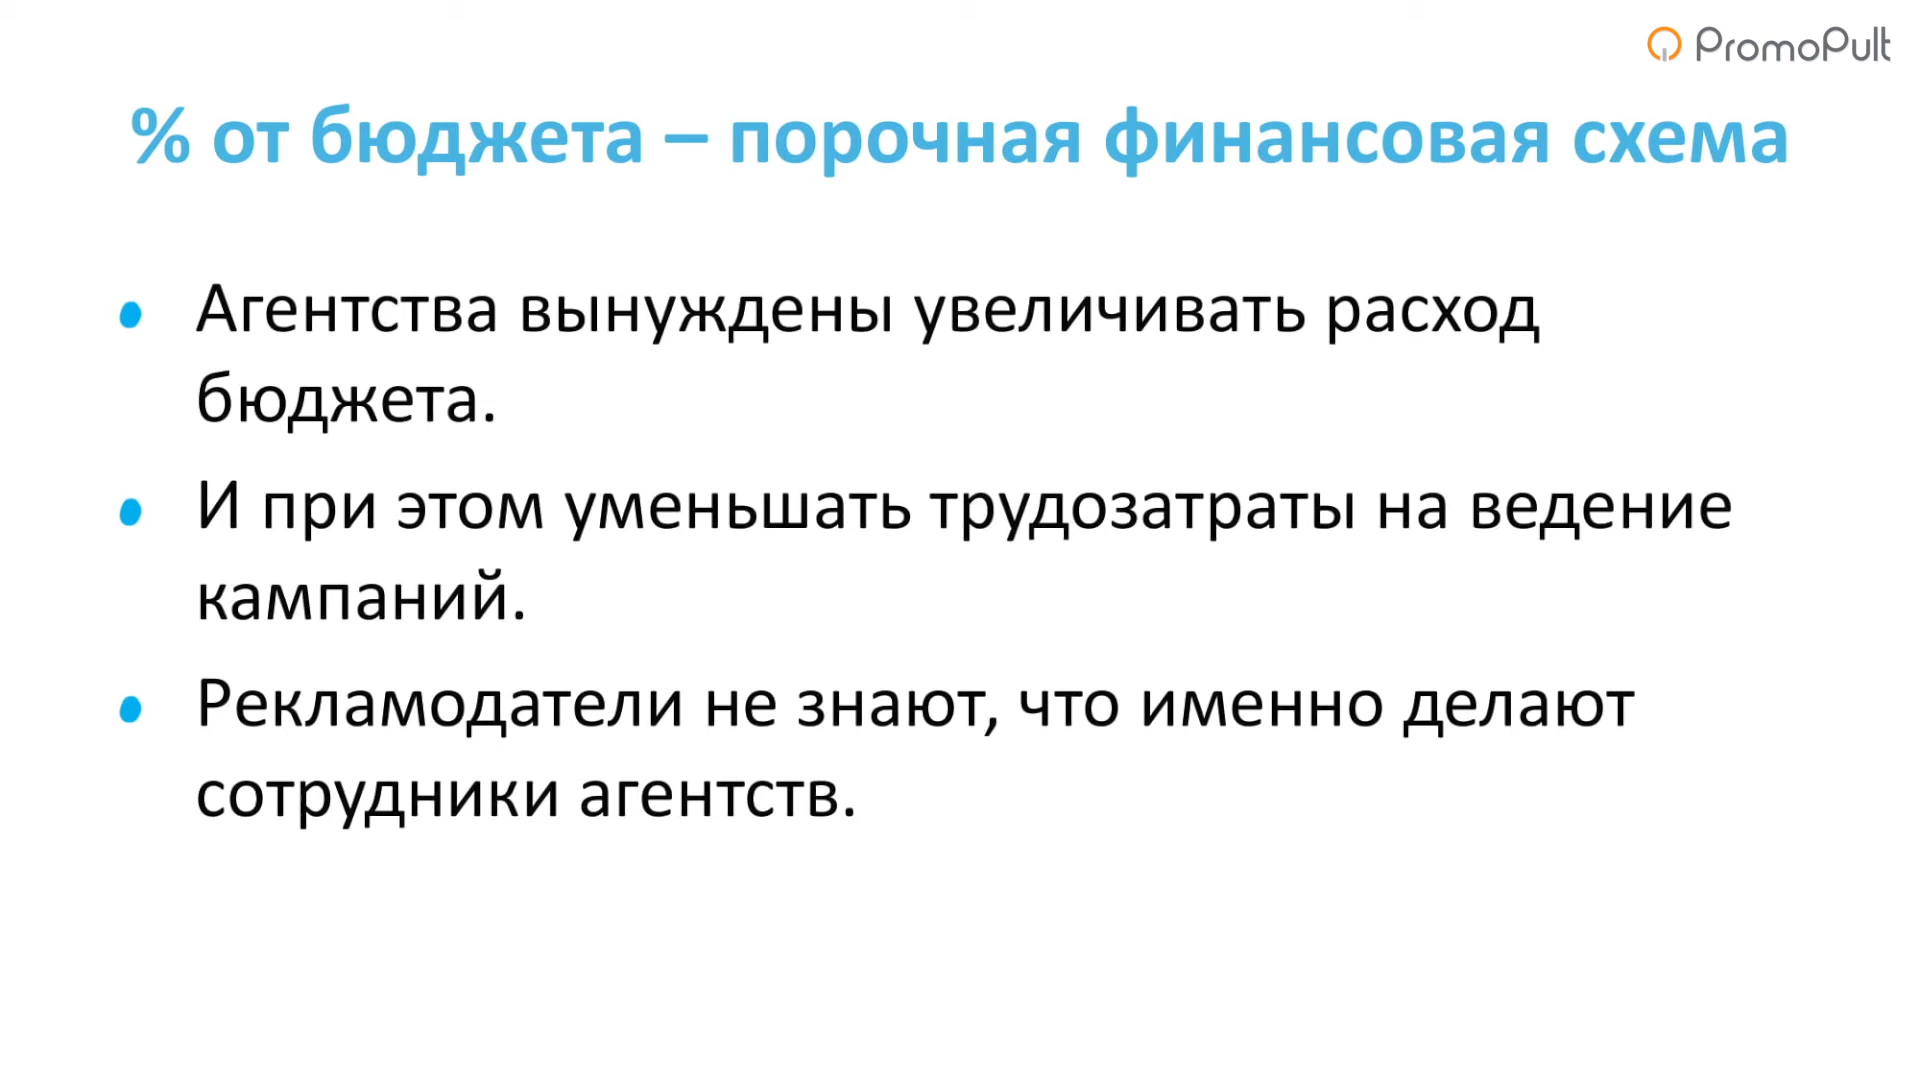 PromoPult
% от бюджета – порочная финансовая схема
Агентства вынуждены увеличивать расход
бюджета.
И при этом уменьшать трудозатраты на ведение
кампаний.
Рекламодатели не знают, что именно делают
сотрудники агентств.